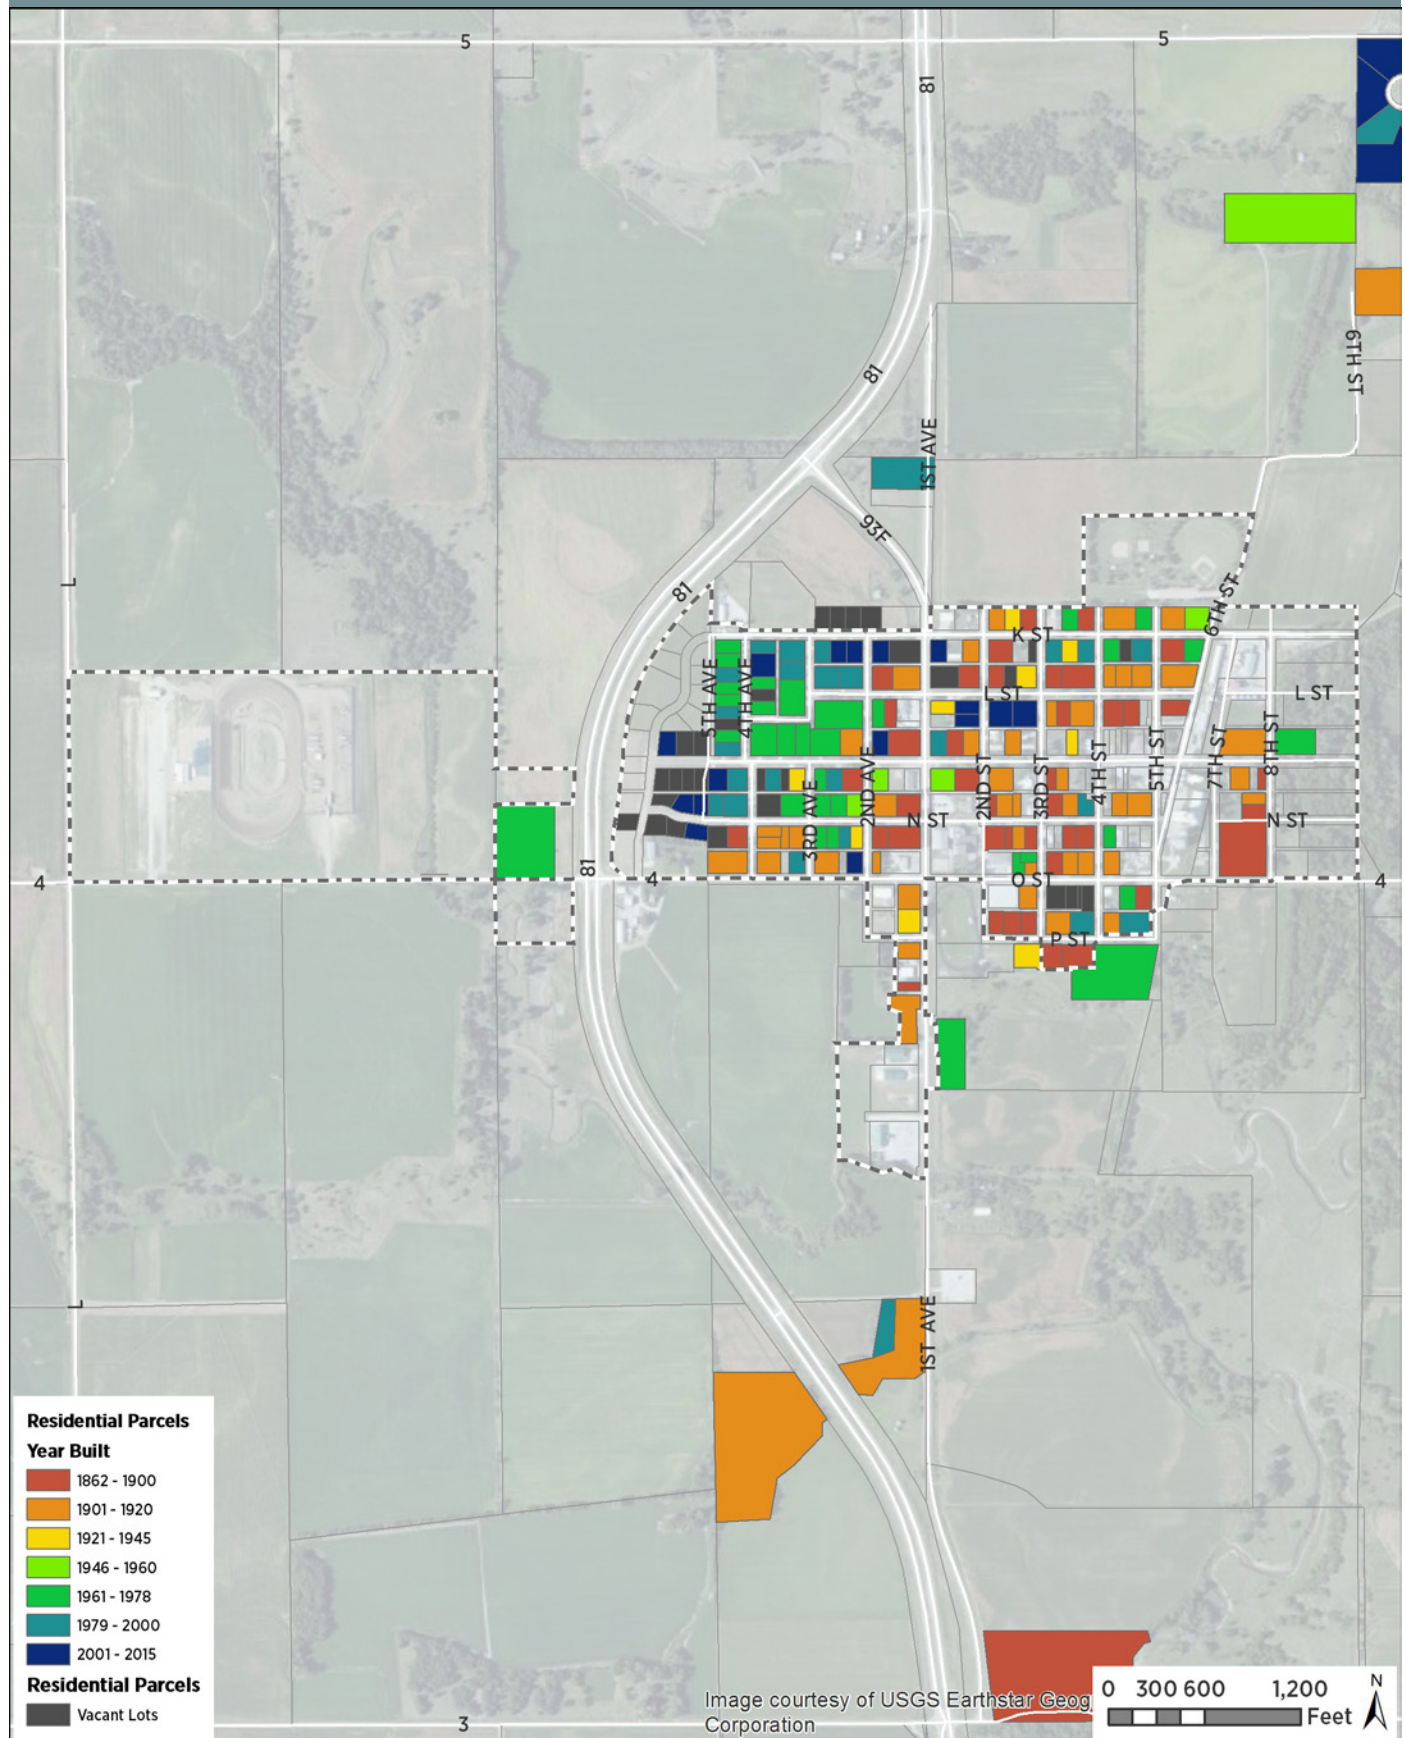 5
5
81
81
6TH ST
1ST AVE
93F
81
L
6TH ST
K ST
5TH AVE
4TH AVE
L ST
L ST
3RD AVE
2ND AVE
2ND ST
3RD ST
4TH ST
5TH ST
7TH ST
8TH ST
N ST
N ST
81
4
4
O ST
4
P ST
L
1ST AVE
Residential Parcels
Year Built
1862 - 1900
1901 - 1920
1921 - 1945
1946 - 1960
1961 - 1978
1979 - 2000
2001 - 2015
Residential Parcels
Vacant Lots
3
Image courtesy of USGS Earthstar Geog
Corporation
0 300 600 1,200
Feet
N